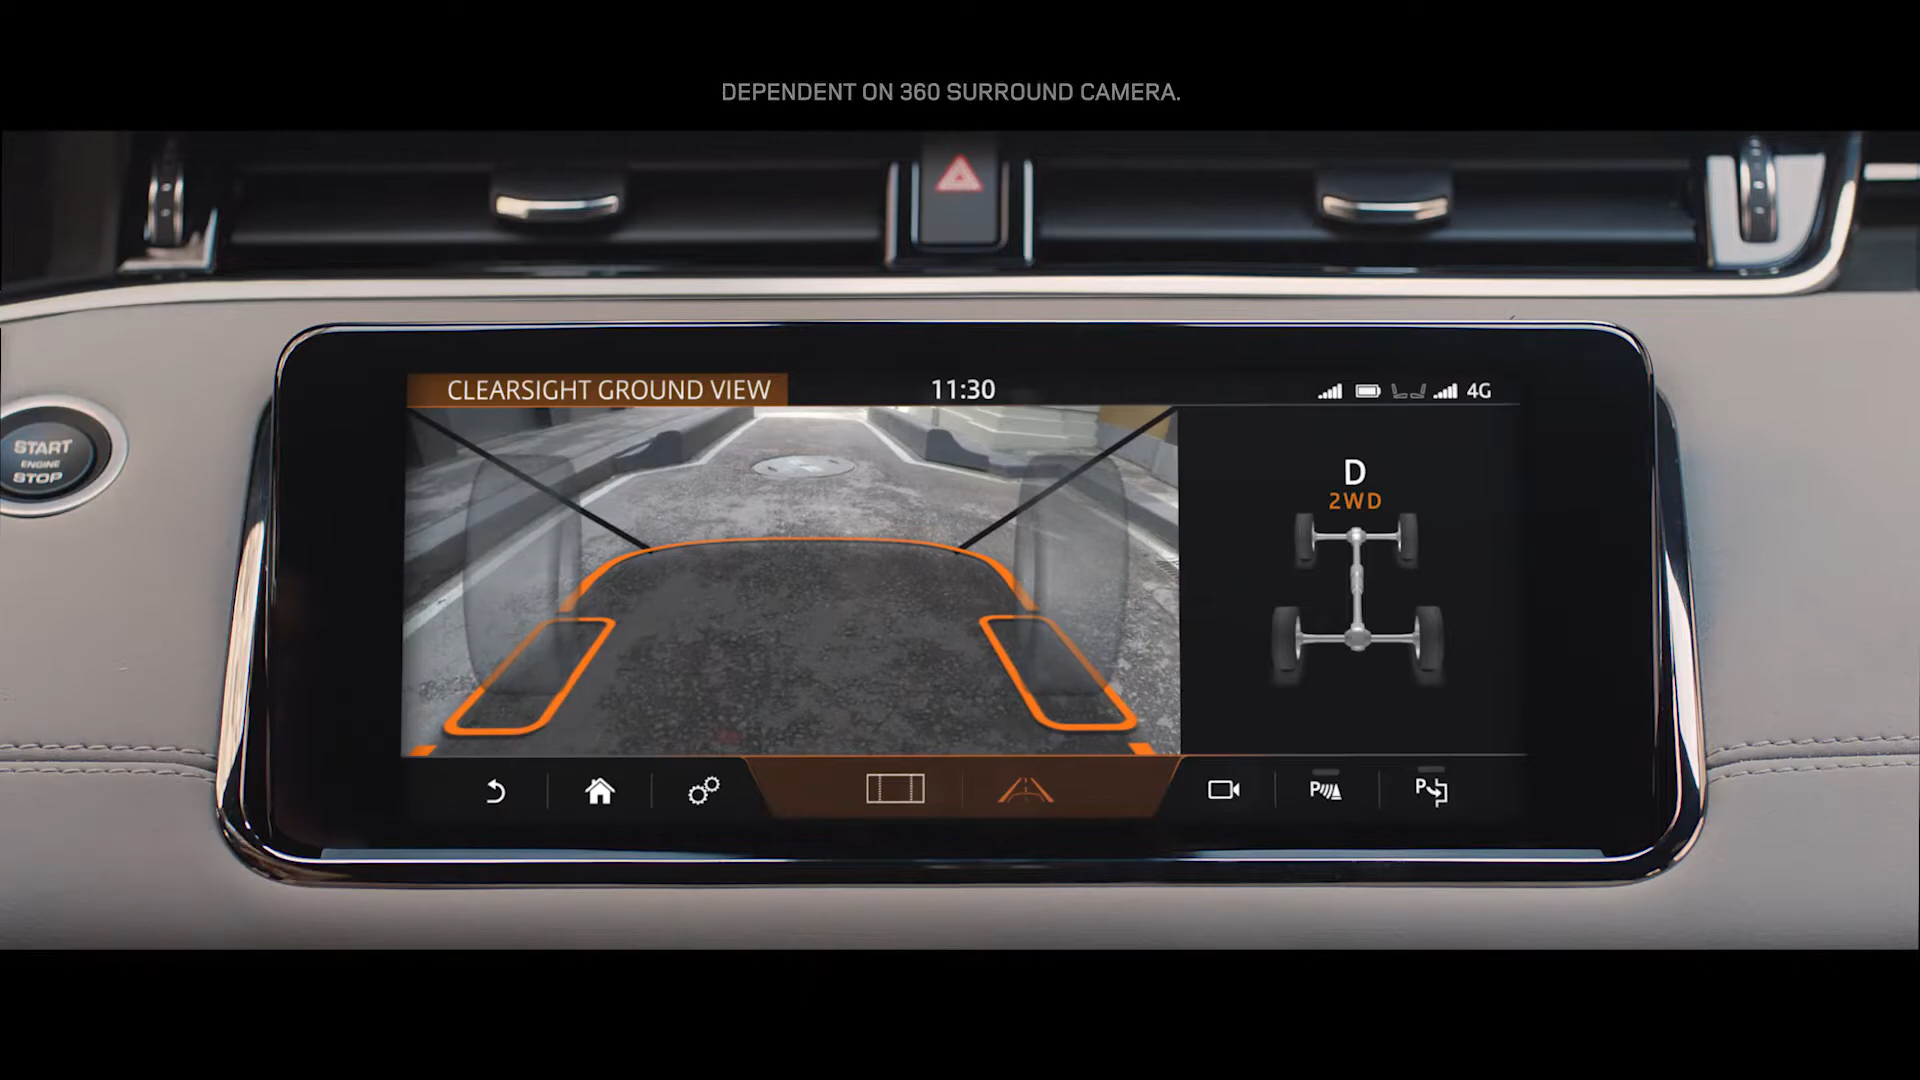 DEPENDENT ON 360 SURROUND CAMERA.
CLEARSIGHT GROUND VIEW
11:30
4G
START
ENGINE
STOP
D
2WD
P
P